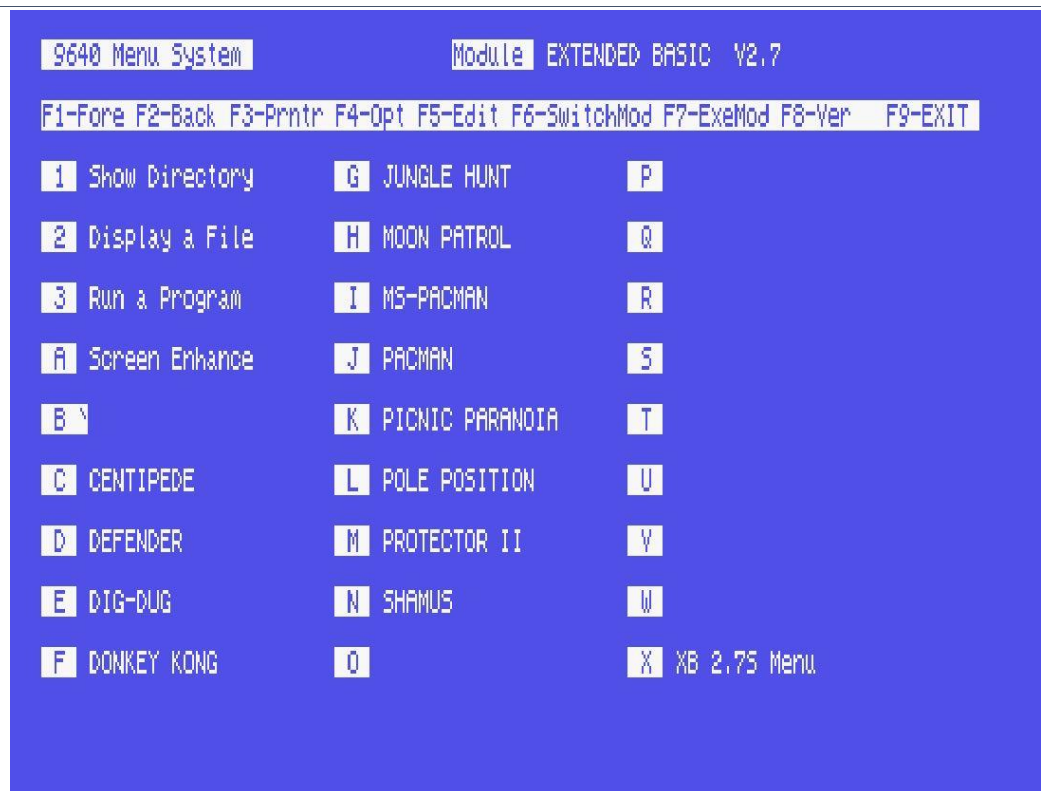 9640 Menu System Module EXTENDED BASIC V2.7
F1-Fore F2-Back F3-Prntr F4-Opt F5-Edit F6-SwitchMod F7-ExeMod F8-Ver F9-EXIT
1 Show Directory G JUNGLE HUNT P
2 Display a File H MOON PATROL Q
3 Run a Program I MS-PACMAN R
A Screen Enhance J PACMAN S
B ` K PICNIC PARANOIA T
C CENTIPEDE L POLE POSITION U
D DEFENDER M PROTECTOR II V
E DIG-DUG N SHAMUS W
F DONKEY KONG O X XB 2.7S Menu